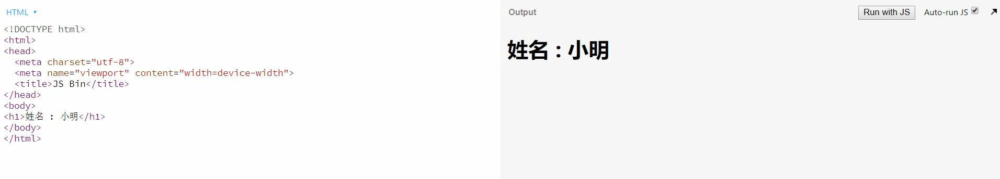 HTML ▾
<!DOCTYPE html>
<html>
<head>
  <meta charset="utf-8">
  <meta name="viewport" content="width=device-width">
  <title>JS Bin</title>
</head>
<body>
<h1>姓名 : 小明</h1>
</body>
</html>
Output
Run with JS
Auto-run JS
姓名 : 小明